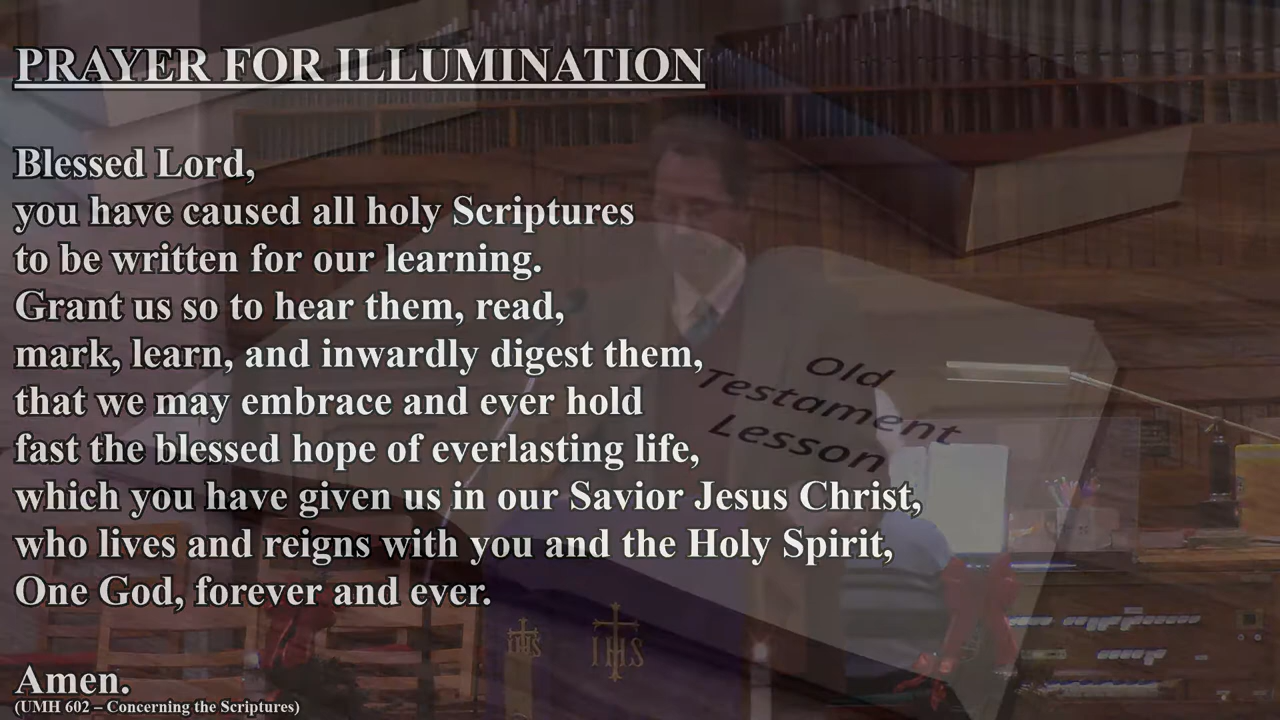 PRAYER FOR ILLUMINATION
Blessed Lord,
you have caused all holy Scriptures
to be written for our learning.
Grant us so to hear them, read,
mark, learn, and inwardly digest them,
that we may embrace and ever hold
fast the blessed hope of everlasting life,
which you have given us in our Savior Jesus Christ,
who lives and reigns with you and the Holy Spirit,
One God, forever and ever.
Amen.
(UMH 602 – Concerning the Scriptures)
Old
Testament
Lesson
IHS
IHS